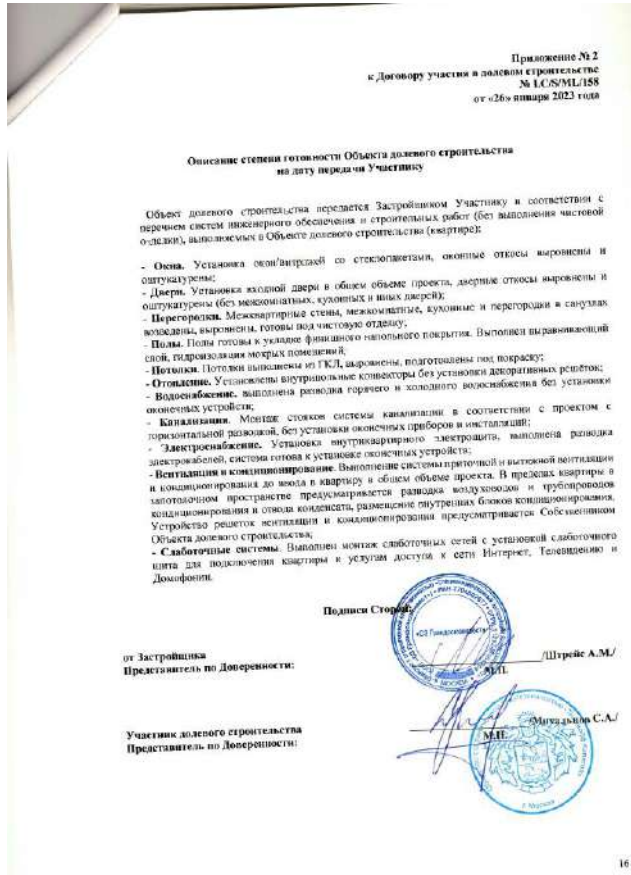 Приложение № 2
к Договору участия в долевом строительстве
№ LC/S/ML/158
от «26» января 2023 года
Описание степени готовности Объекта долевого строительства
на дату передачи Участнику
Объект долевого строительства передается Застройщиком Участнику в соответствии с
перечнем систем инженерного обеспечения и строительных работ (без выполнения чистовой
отделки), выполняемых в Объекте долевого строительства (квартире):
- Окна. Установка окон/витражей со стеклопакетами, оконные откосы выровнены и
оштукатурены;
- Двери. Установка входной двери в общем объеме проекта, дверные откосы выровнены и
оштукатурены (без межкомнатных, кухонных и иных дверей);
- Перегородки. Межквартирные стены, межкомнатные, кухонные и перегородки в санузлах
возведены, выровнены, готовы под чистовую отделку;
- Полы. Полы готовы к укладке финишного напольного покрытия. Выполнен выравнивающий
слой, гидроизоляция мокрых помещений;
- Потолки. Потолки выполнены из ГКЛ, выровнены, подготовлены под покраску;
- Отопление. Установлены внутрипольные конвекторы без установки декоративных решёток;
- Водоснабжение. выполнена разводка горячего и холодного водоснабжения без установки
оконечных устройств;
- Канализация. Монтаж стояков системы канализации в соответствии с проектом с
горизонтальной разводкой, без установки оконечных приборов и инсталляций;
- Электроснабжение. Установка внутриквартирного электрощита, выполнена разводка
электрокабелей, система готова к установке оконечных устройств;
- Вентиляция и кондиционирование. Выполнение системы приточной и вытяжной вентиляции
и кондиционирования до ввода в квартиру в общем объеме проекта. В пределах квартиры в
запотолочном пространстве предусматривается разводка воздуховодов и трубопроводов
кондиционирования и отвода конденсата, размещение внутренних блоков кондиционирования.
Устройство решеток вентиляции и кондиционирования предусматривается Собственником
Объекта долевого строительства;
- Слаботочные системы. Выполнен монтаж слаботочных сетей с установкой слаботочного
щита для подключения квартиры к услугам доступа к сети Интернет, Телевидению и
Домофонии.
Подписи Сторон:
от Застройщика
Представитель по Доверенности: /Штрейс А.М./
М.П.
Участник долевого строительства
Представитель по Доверенности: С.А./
М.П.
16